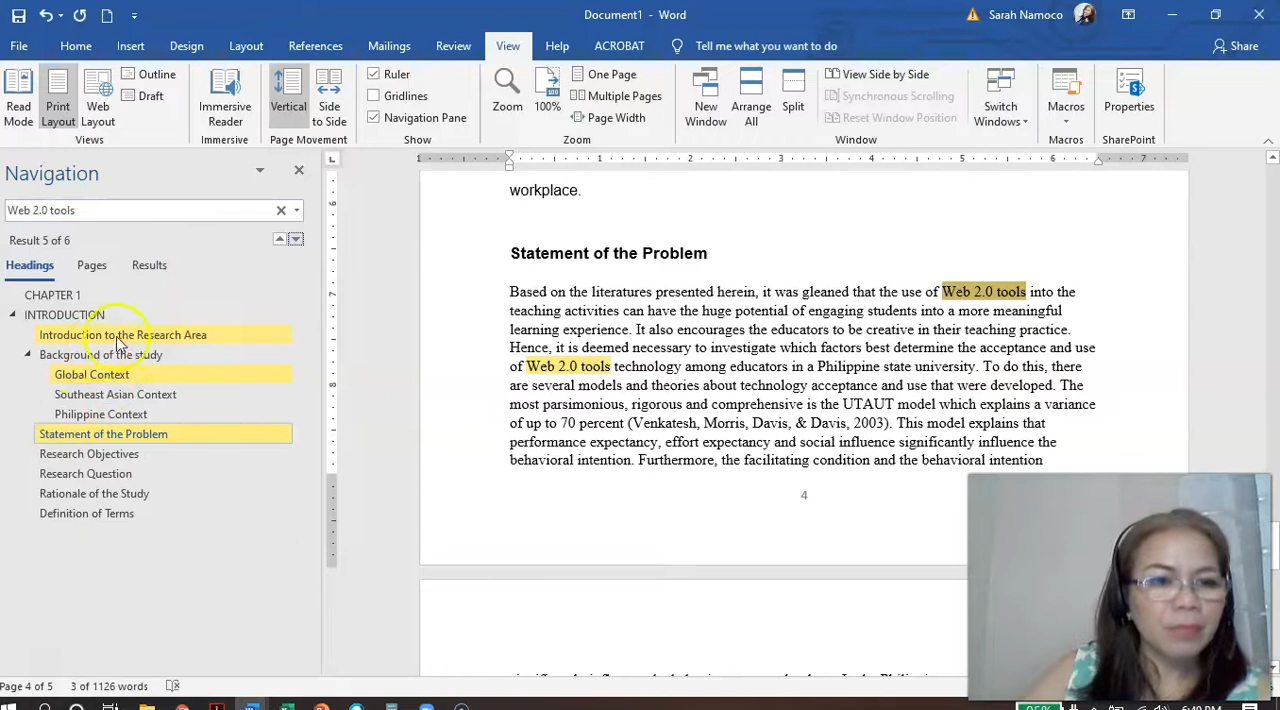 Document1 - Word
Sarah Namoco
File Home Insert Design Layout References Mailings Review View Help ACROBAT Tell me what you want to do Share
Read Mode
Print Layout
Web Layout
Outline
Draft
Views
Immersive Reader
Immersive
Vertical
Side to Side
Page Movement
Ruler
Gridlines
Navigation Pane
Show
Zoom
100%
One Page
Multiple Pages
Page Width
Zoom
New Window
Arrange All
Split
View Side by Side
Synchronous Scrolling
Reset Window Position
Window
Switch Windows
Macros
Macros
Properties
SharePoint
Navigation
Web 2.0 tools
Result 5 of 6
Headings Pages Results
CHAPTER 1
INTRODUCTION
Introduction to the Research Area
Background of the study
Global Context
Southeast Asian Context
Philippine Context
Statement of the Problem
Research Objectives
Research Question
Rationale of the Study
Definition of Terms
1 1 2 3 4 5 6 7
6
7
8
workplace.
Statement of the Problem
Based on the literatures presented herein, it was gleaned that the use of Web 2.0 tools into the
teaching activities can have the huge potential of engaging students into a more meaningful
learning experience. It also encourages the educators to be creative in their teaching practice.
Hence, it is deemed necessary to investigate which factors best determine the acceptance and use
of Web 2.0 tools technology among educators in a Philippine state university. To do this, there
are several models and theories about technology acceptance and use that were developed. The
most parsimonious, rigorous and comprehensive is the UTAUT model which explains a variance
of up to 70 percent (Venkatesh, Morris, Davis, & Davis, 2003). This model explains that
performance expectancy, effort expectancy and social influence significantly influence the
behavioral intention. Furthermore, the facilitating condition and the behavioral intention
4
Page 4 of 5 3 of 1126 words